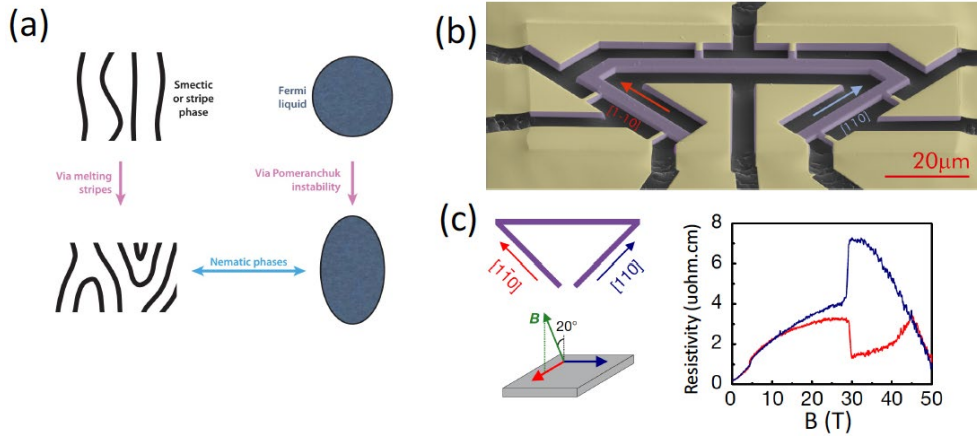 (a)
Smectic
or stripe
phase
Fermi
liquid
Via melting
stripes
Via Pomeranchuk
instability
Nematic phases
(b)
[1-10]
[110]
20μm
(c)
[11̄0]
[110]
B
20°
Resistivity (uohm.cm)
8
6
4
2
0
0 10 20 30 40 50
B (T)